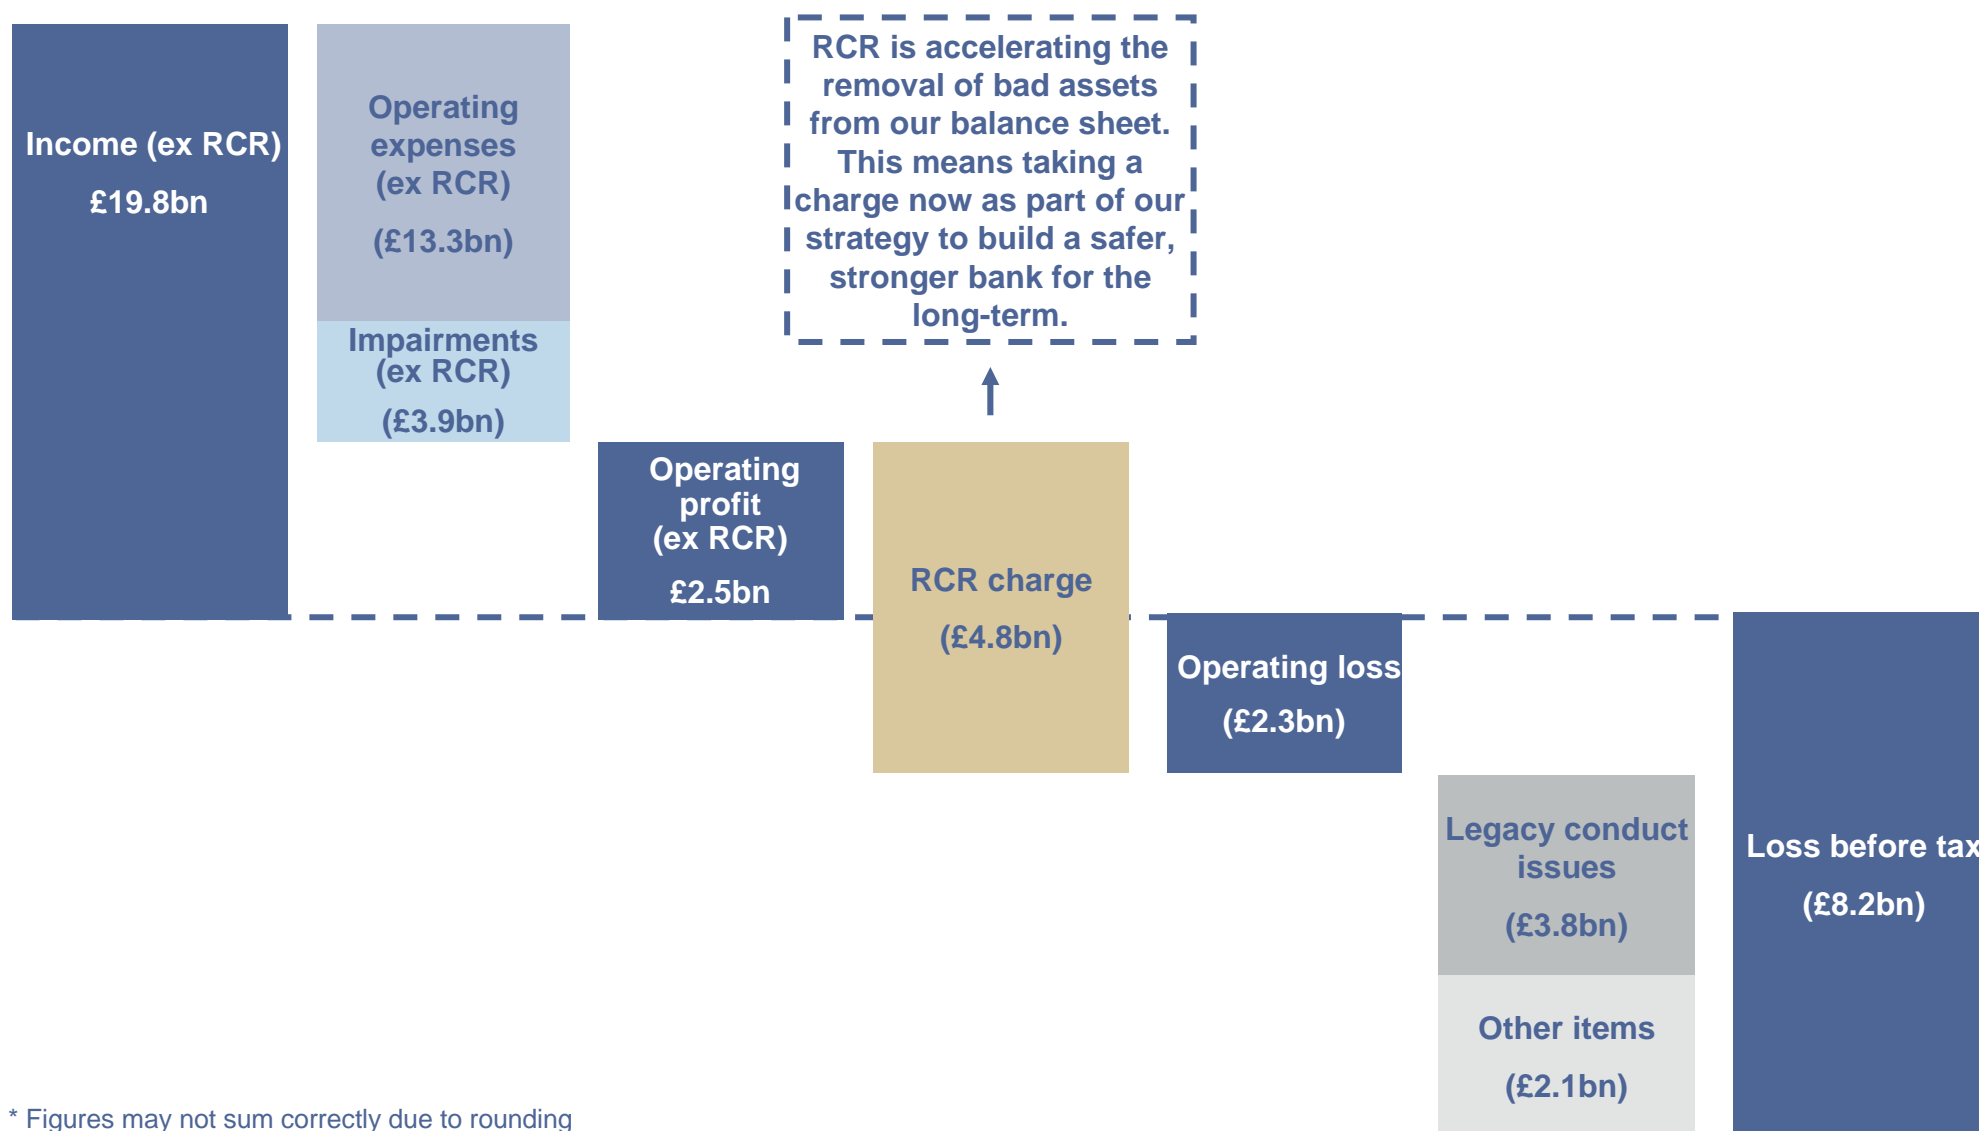 Income (ex RCR)
£19.8bn
Operating
expenses
(ex RCR)
(£13.3bn)
Impairments
(ex RCR)
(£3.9bn)
Operating
profit
(ex RCR)
£2.5bn
RCR is accelerating the
removal of bad assets
from our balance sheet.
This means taking a
charge now as part of our
strategy to build a safer,
stronger bank for the
long-term.
RCR charge
(£4.8bn)
Operating loss
(£2.3bn)
Legacy conduct
issues
(£3.8bn)
Other items
(£2.1bn)
Loss before tax
(£8.2bn)
* Figures may not sum correctly due to rounding